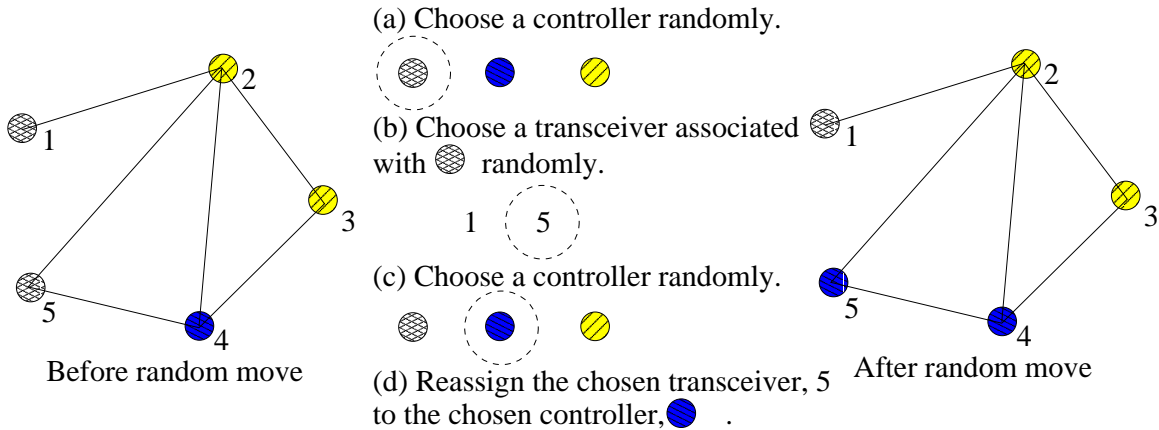 (a) Choose a controller randomly.
2
1
3
5
4
Before random move
(b) Choose a transceiver associated
with randomly.
1 5
(c) Choose a controller randomly.
(d) Reassign the chosen transceiver, 5
to the chosen controller, .
2
1
3
5
4
After random move